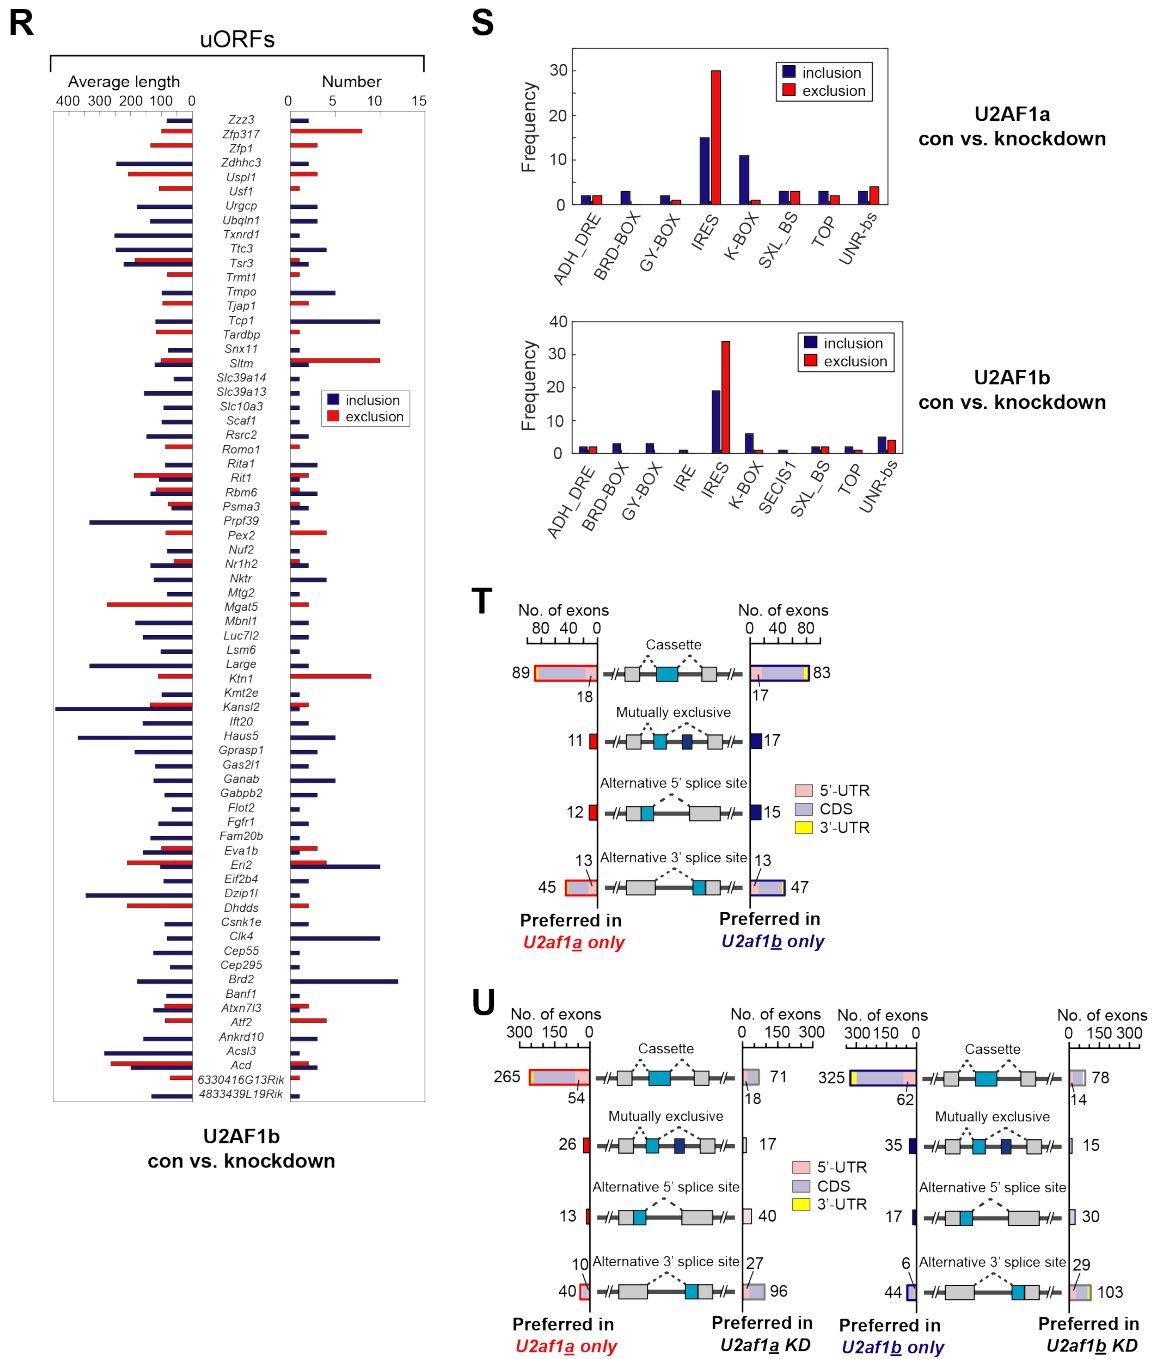 R
uORFs
Average length
Number
400 300 200 100 0
0 5 10 15
Zzz3
Zfp317
Zfp1
Zdhhc3
Uspl1
Usf1
Urgcp
Ubqln1
Txnrd1
Ttc3
Tsr3
Trmt1
Tmpo
Tjap1
Tcp1
Tardbp
Snx11
Sltm
Slc39a14
Slc39a13
Slc10a3
Scaf1
Rsrc2
Romo1
Rita1
Rit1
Rbm6
Psma3
Prpf39
Pex2
Nuf2
Nr1h2
Nktr
Mtg2
Mgat5
Mbnl1
Luc7l2
Lsm6
Large
Ktn1
Kmt2e
Kansl2
Ift20
Haus5
Gprasp1
Gas2l1
Ganab
Gabpb2
Flot2
Fgfr1
Fam20b
Eva1b
Eri2
Eif2b4
Dzip1l
Dhdds
Csnk1e
Clk4
Cep55
Cep295
Brd2
Banf1
Atxn7l3
Atf2
Ankrd10
Acsl3
Acd
6330416G13Rik
4833439L19Rik
inclusion
exclusion
U2AF1b
con vs. knockdown
S
Frequency
30
20
10
0
inclusion
exclusion
ADH_DRE
BRD-BOX
GY-BOX
IRES
K-BOX
SXL_BS
TOP
UNR-bs
U2AF1a
con vs. knockdown
Frequency
40
30
20
10
0
inclusion
exclusion
ADH_DRE
BRD-BOX
GY-BOX
IRE
IRES
K-BOX
SECIS1
SXL_BS
TOP
UNR-bs
U2AF1b
con vs. knockdown
T
No. of exons
80 40 0
No. of exons
0 40 80
Cassette
89
18
17
83
Mutually exclusive
11
17
Alternative 5' splice site
12
15
5'-UTR
CDS
3'-UTR
Alternative 3' splice site
13
45
13
47
Preferred in
U2af1a only
Preferred in
U2af1b only
U
No. of exons
300 150 0
No. of exons
0 150 300
Cassette
265
54
71
18
Mutually exclusive
26
17
Alternative 5' splice site
13
40
5'-UTR
CDS
3'-UTR
Alternative 3' splice site
10
40
27
96
Preferred in
U2af1a only
Preferred in
U2af1a KD
No. of exons
300 150 0
No. of exons
0 150 300
Cassette
325
62
78
14
Mutually exclusive
35
15
Alternative 5' splice site
17
30
Alternative 3' splice site
6
44
29
103
Preferred in
U2af1b only
Preferred in
U2af1b KD